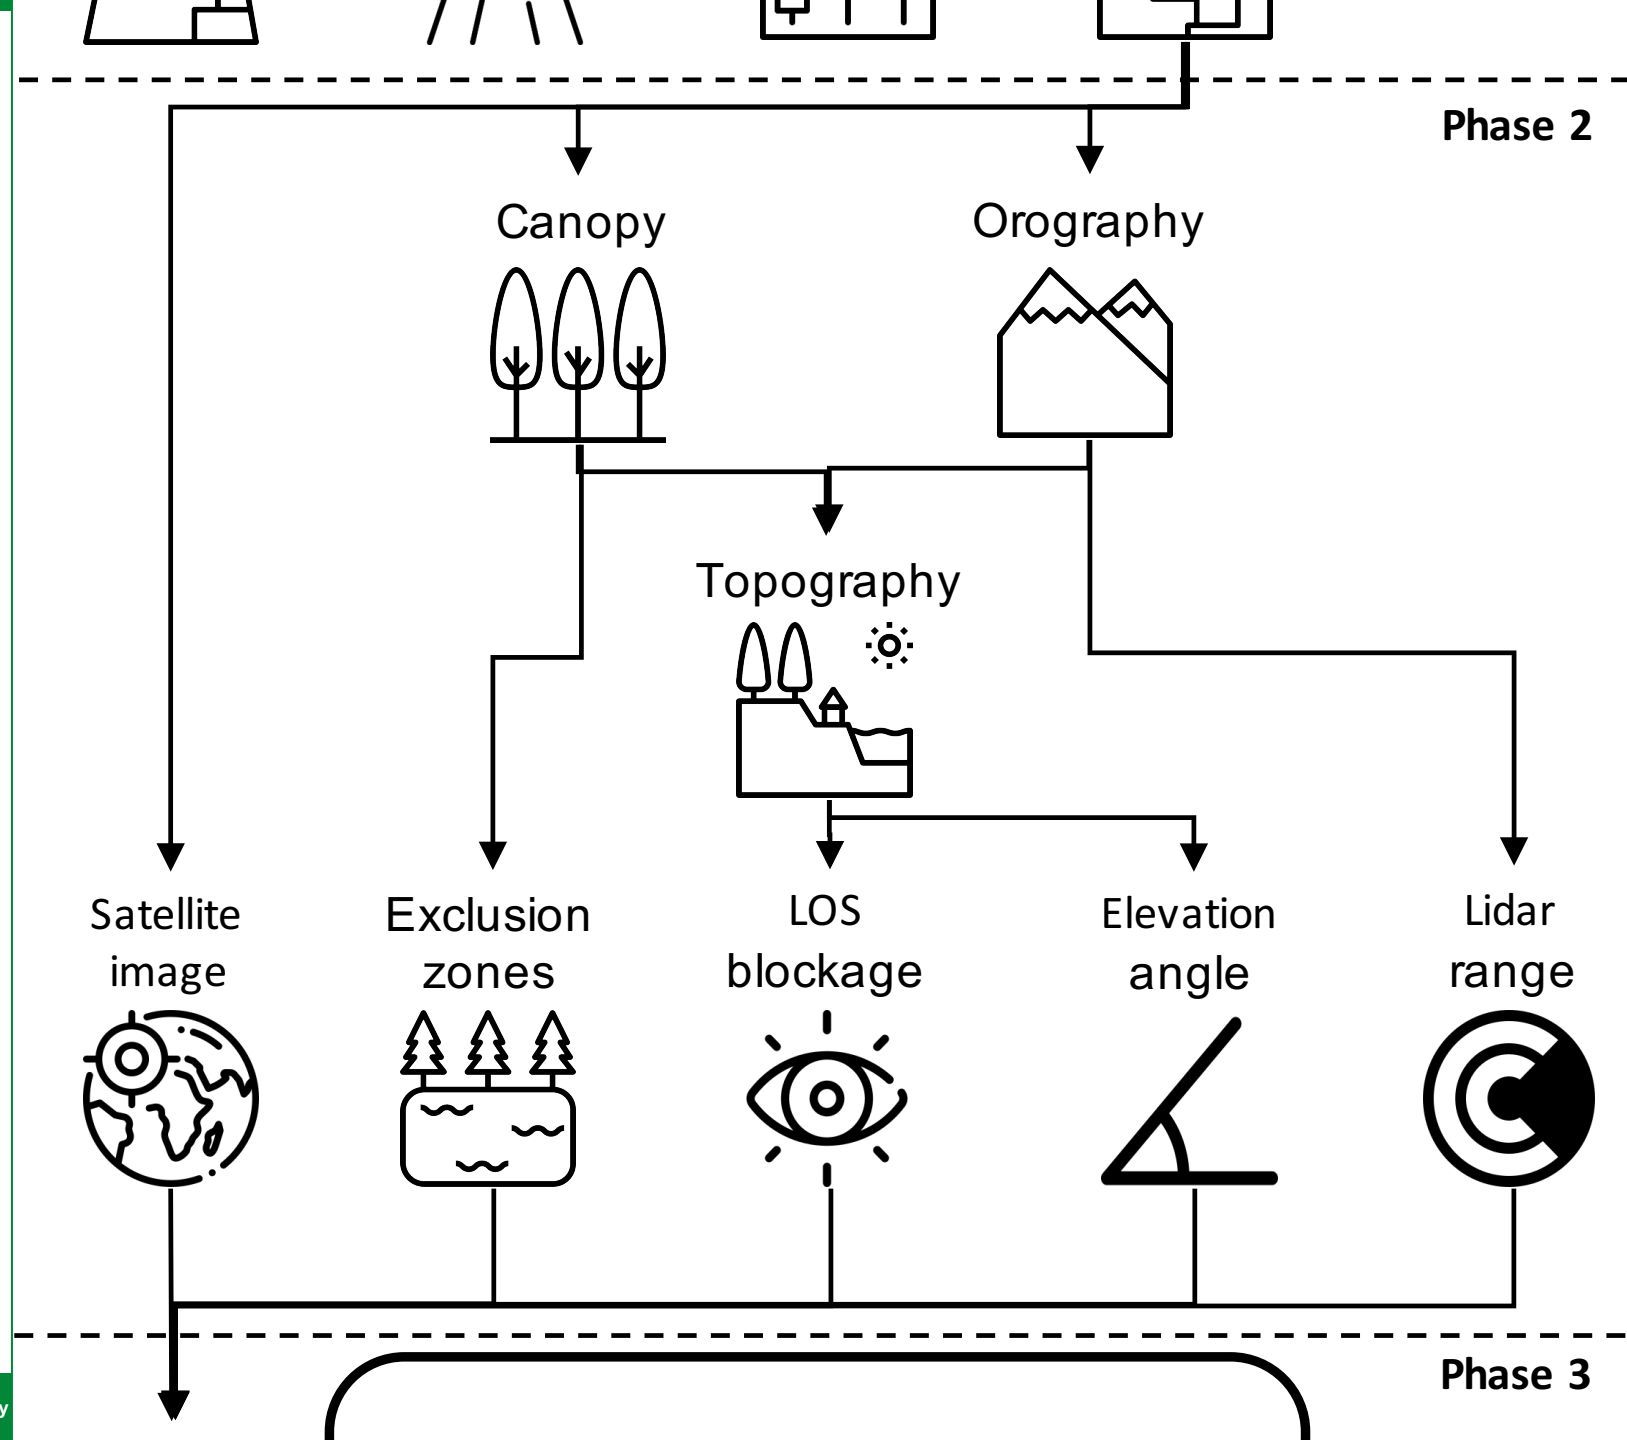 Phase 2
Canopy
Orography
Topography
Satellite
image
Exclusion
zones
LOS
blockage
Elevation
angle
Lidar
range
Phase 3
y